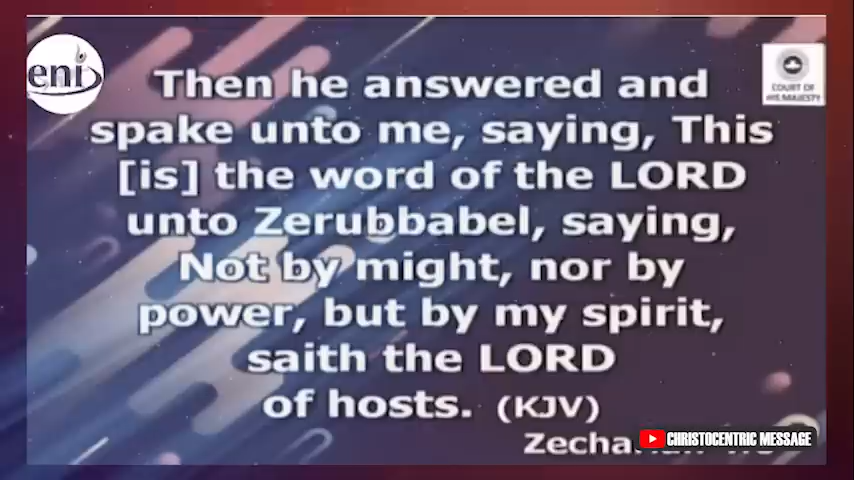 eni
COURT OF
HIS MAJESTY
Then he answered and
spake unto me, saying, This
[is] the word of the LORD
unto Zerubbabel, saying,
Not by might, nor by
power, but by my spirit,
saith the LORD
of hosts. (KJV)
CHRISTOCENTRIC MESSAGE